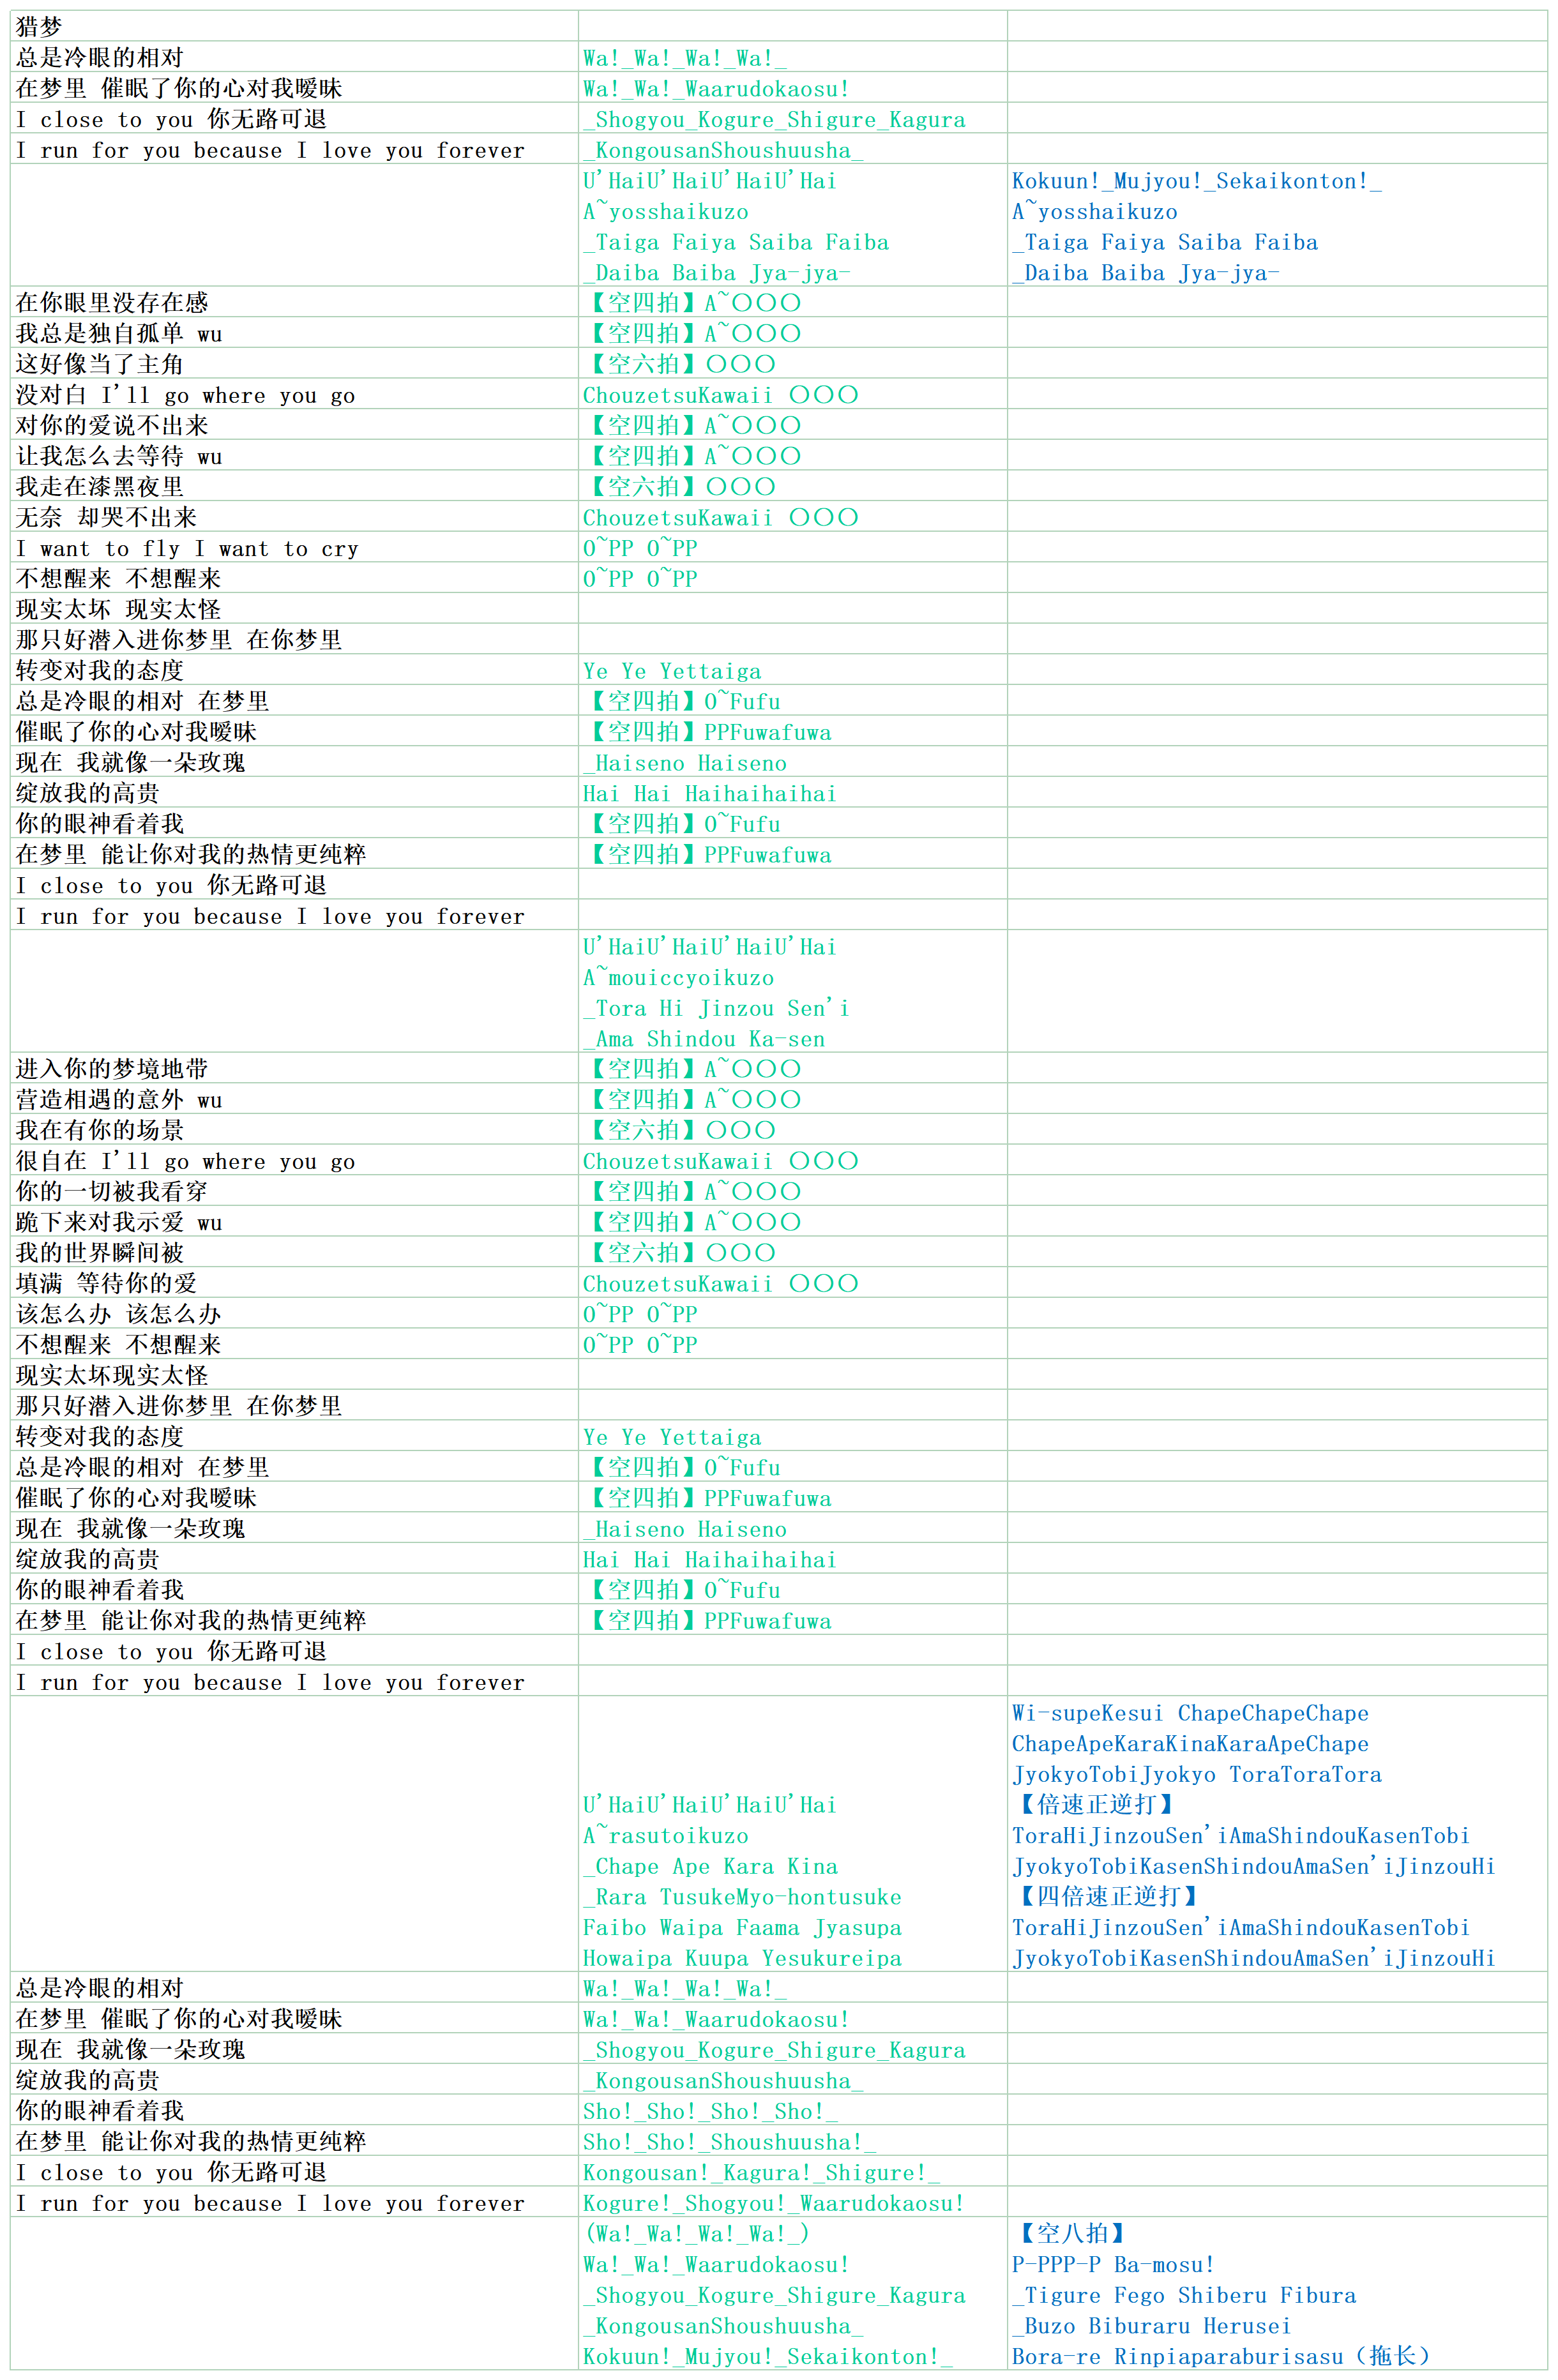 猎梦
总是冷眼的相对 Wa!_Wa!_Wa!_Wa!_
在梦里 催眠了你的心对我暧昧 Wa!_Wa!_Waarudokaosu!
I close to you 你无路可退 _Shogyou_Kogure_Shigure_Kagura
I run for you because I love you forever _KongousanShoushuusha_
U'HaiU'HaiU'HaiU'Hai Kokuun!_Mujyou!_Sekaikonton!_
A~yosshaikuzo A~yosshaikuzo
_Taiga Faiya Saiba Faiba _Taiga Faiya Saiba Faiba
_Daiba Baiba Jya-jya- _Daiba Baiba Jya-jya-
在你眼里没存在感 【空四拍】A~〇〇〇
我总是独自孤单 wu 【空四拍】A~〇〇〇
这好像当了主角 【空六拍】〇〇〇
没对白 I'll go where you go ChouzetsuKawaii 〇〇〇
对你的爱说不出来 【空四拍】A~〇〇〇
让我怎么去等待 wu 【空四拍】A~〇〇〇
我走在漆黑夜里 【空六拍】〇〇〇
无奈 却哭不出来 ChouzetsuKawaii 〇〇〇
I want to fly I want to cry O~PP O~PP
不想醒来 不想醒来 O~PP O~PP
现实太坏 现实太怪
那只好潜入进你梦里 在你梦里
转变对我的态度 Ye Ye Yettaiga
总是冷眼的相对 在梦里 【空四拍】O~Fufu
催眠了你的心对我暧昧 【空四拍】PPFuwafuwa
现在 我就像一朵玫瑰 _Haiseno Haiseno
绽放我的高贵 Hai Hai Haihaihaihai
你的眼神看着我 【空四拍】O~Fufu
在梦里 能让你对我的热情更纯粹 【空四拍】PPFuwafuwa
I close to you 你无路可退
I run for you because I love you forever
U'HaiU'HaiU'HaiU'Hai
A~mouiccyoikuzo
_Tora Hi Jinzou Sen'i
_Ama Shindou Ka-sen
进入你的梦境地带 【空四拍】A~〇〇〇
营造相遇的意外 wu 【空四拍】A~〇〇〇
我在有你的场景 【空六拍】〇〇〇
很自在 I'll go where you go ChouzetsuKawaii 〇〇〇
你的一切被我看穿 【空四拍】A~〇〇〇
跪下来对我示爱 wu 【空四拍】A~〇〇〇
我的世界瞬间被 【空六拍】〇〇〇
填满 等待你的爱 ChouzetsuKawaii 〇〇〇
该怎么办 该怎么办 O~PP O~PP
不想醒来 不想醒来 O~PP O~PP
现实太坏现实太怪
那只好潜入进你梦里 在你梦里
转变对我的态度 Ye Ye Yettaiga
总是冷眼的相对 在梦里 【空四拍】O~Fufu
催眠了你的心对我暧昧 【空四拍】PPFuwafuwa
现在 我就像一朵玫瑰 _Haiseno Haiseno
绽放我的高贵 Hai Hai Haihaihaihai
你的眼神看着我 【空四拍】O~Fufu
在梦里 能让你对我的热情更纯粹 【空四拍】PPFuwafuwa
I close to you 你无路可退
I run for you because I love you forever
Wi-supeKesui ChapeChapeChape
ChapeApeKaraKinaKaraApeChape
JyokyoTobiJyokyo ToraToraTora
U'HaiU'HaiU'HaiU'Hai 【倍速正逆打】
A~rasutoikuzo ToraHiJinzouSen'iAmaShindouKasenTobi
_Chape Ape Kara Kina JyokyoTobiKasenShindouAmaSen'iJinzouHi
_Rara TusukeMyo-hontusuke 【四倍速正逆打】
Faibo Waipa Faama Jyasupa ToraHiJinzouSen'iAmaShindouKasenTobi
Howaipa Kuupa Yesukureipa JyokyoTobiKasenShindouAmaSen'iJinzouHi
总是冷眼的相对 Wa!_Wa!_Wa!_Wa!_
在梦里 催眠了你的心对我暧昧 Wa!_Wa!_Waarudokaosu!
现在 我就像一朵玫瑰 _Shogyou_Kogure_Shigure_Kagura
绽放我的高贵 _KongousanShoushuusha_
你的眼神看着我 Sho!_Sho!_Sho!_Sho!_
在梦里 能让你对我的热情更纯粹 Sho!_Sho!_Shoushuusha!_
I close to you 你无路可退 Kongousan!_Kagura!_Shigure!_
I run for you because I love you forever Kogure!_Shogyou!_Waarudokaosu!
(Wa!_Wa!_Wa!_Wa!_) 【空八拍】
Wa!_Wa!_Waarudokaosu! P-PPP-P Ba-mosu!
_Shogyou_Kogure_Shigure_Kagura _Tigure Fego Shiberu Fibura
_KongousanShoushuusha_ _Buzo Biburaru Herusei
Kokuun!_Mujyou!_Sekaikonton!_ Bora-re Rinpiaparaburisasu（拖长）